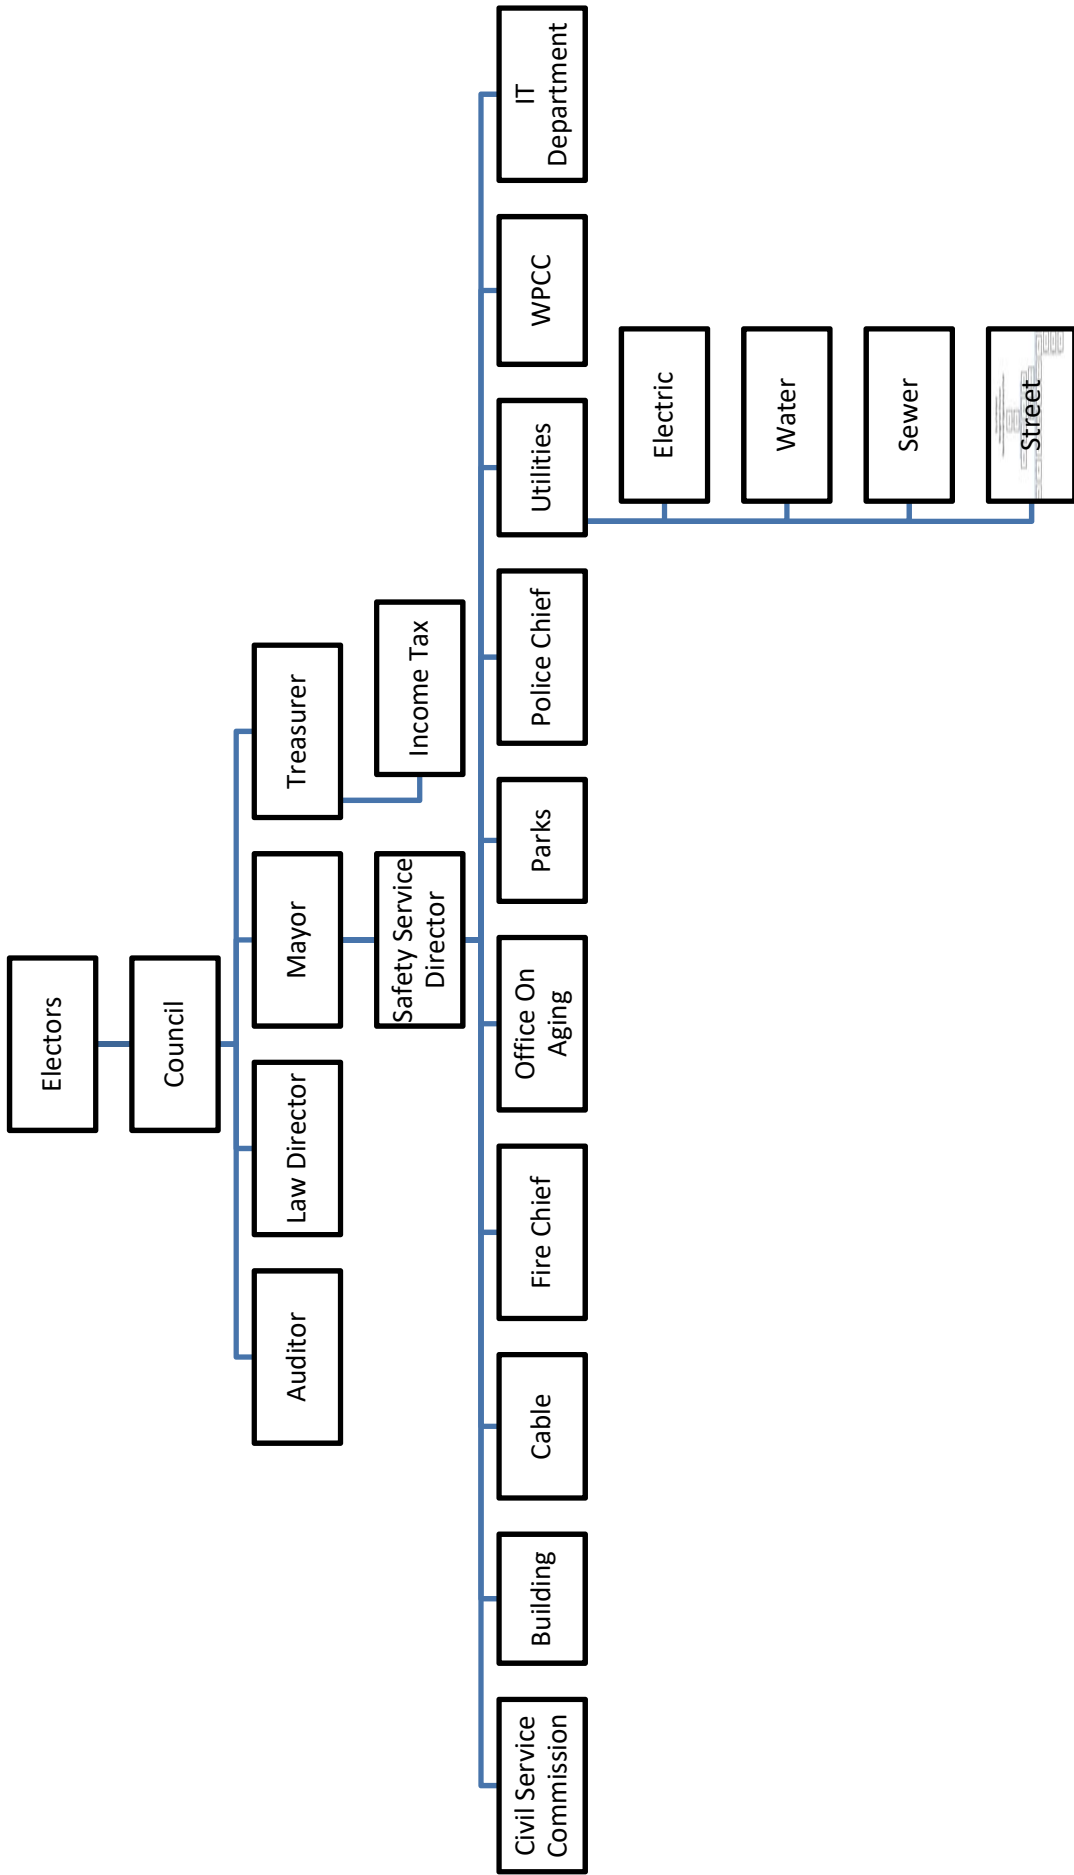 Electors
Council
Auditor
Law Director
Mayor
Treasurer
Safety Service
Director
Income Tax
Civil Service
Commission
Building
Cable
Fire Chief
Office On
Aging
Parks
Police Chief
Utilities
WPCC
IT
Department
Electric
Water
Sewer
Street